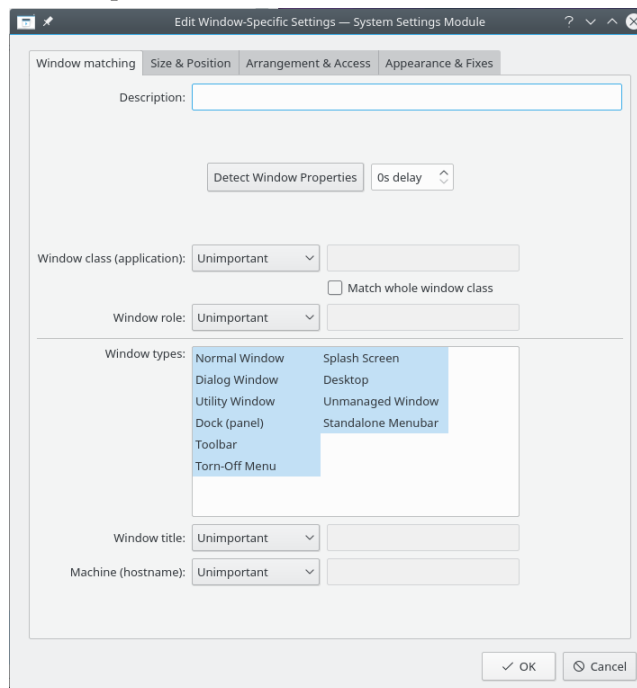 Edit Window-Specific Settings — System Settings Module
Window matching Size & Position Arrangement & Access Appearance & Fixes
Description:
Detect Window Properties 0s delay
Window class (application): Unimportant
Match whole window class
Window role: Unimportant
Window types:
Normal Window Splash Screen
Dialog Window Desktop
Utility Window Unmanaged Window
Dock (panel) Standalone Menubar
Toolbar
Torn-Off Menu
Window title: Unimportant
Machine (hostname): Unimportant
OK Cancel